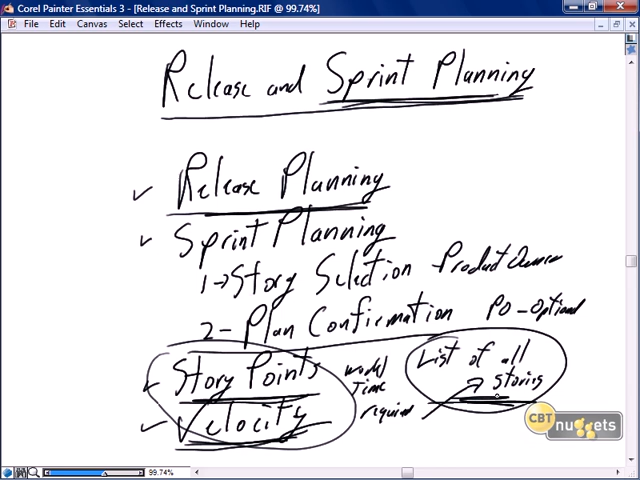 Corel Painter Essentials 3 - [Release and Sprint Planning.RIF @ 99.74%]
File Edit Canvas Select Effects Window Help
Release and Sprint Planning
Release Planning
Sprint Planning
1→Story Selection - Product Owner
2- Plan Confirmation PO-Optional
Story Points
Velocity
model
Time
required
List of all
stories
CBT nuggets
99.74%